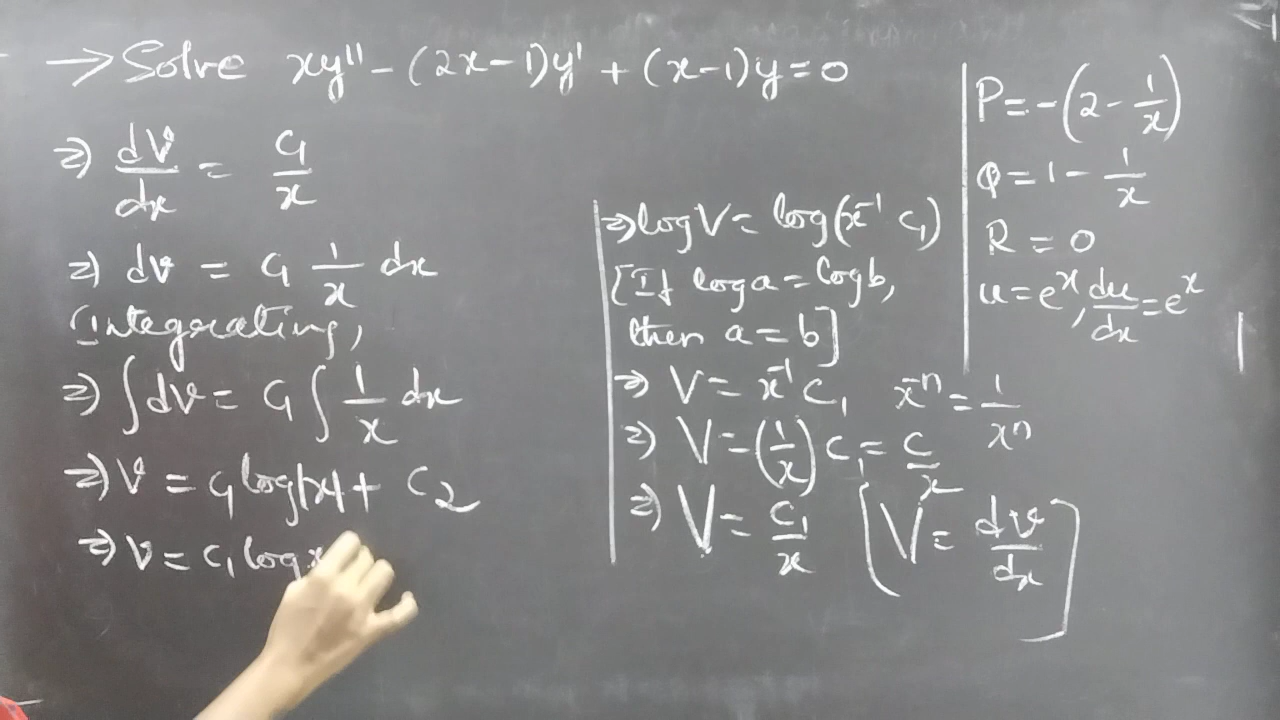 → Solve xy'' - (2x-1)y' + (x-1)y = 0
⇒ dV/dx = C₁/x
⇒ dv = C₁ 1/x dx
Integrating,
⇒ ∫dv = C₁ ∫ 1/x dx
⇒ v = C₁ log|x| + C₂
⇒ v = C₁ log x
⇒ log V = log(x⁻¹ C₁)
[If log a = log b,
then a = b]
⇒ V = x⁻¹ C₁ x⁻ⁿ = 1/xⁿ
⇒ V = (1/x) C₁ = C/x
⇒ V = C₁/x [V = dv/dx]
P = -(2 - 1/x)
Q = 1 - 1/x
R = 0
u = eˣ, du/dx = eˣ